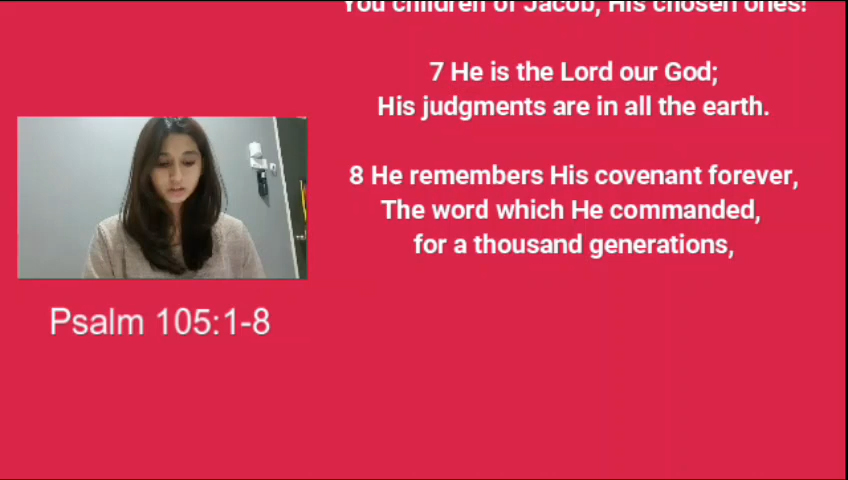 You children of Jacob, His chosen ones!
7 He is the Lord our God;
His judgments are in all the earth.
8 He remembers His covenant forever,
The word which He commanded,
for a thousand generations,
Psalm 105:1-8